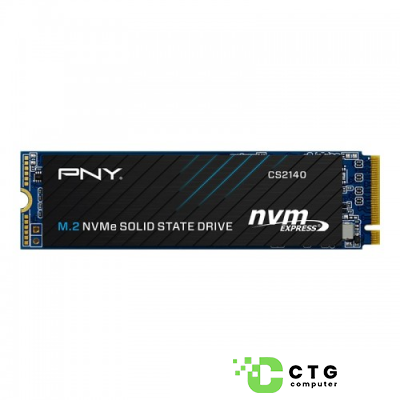 PNY
CS2140
M.2 NVMe SOLID STATE DRIVE
nvm
EXPRESS
CTG
computer